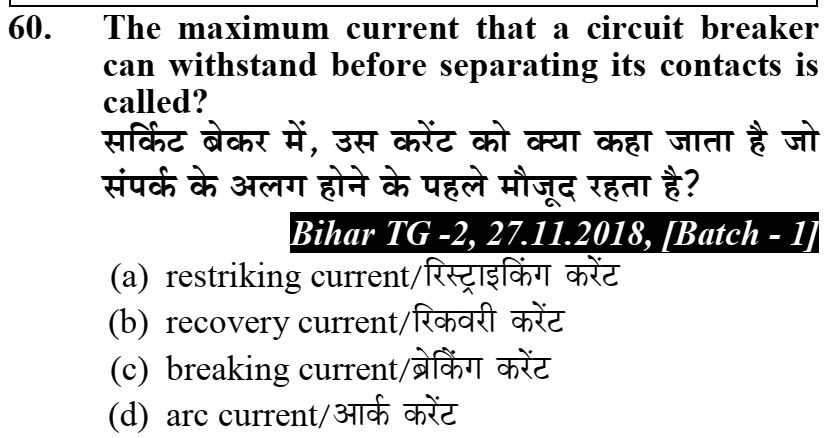 60. The maximum current that a circuit breaker
can withstand before separating its contacts is
called?
सर्किट ब्रेकर में, उस करेंट को क्या कहा जाता है जो
संपर्क के अलग होने के पहले मौजूद रहता है?
Bihar TG -2, 27.11.2018, [Batch - 1]
(a) restriking current/रिस्ट्राइकिंग करेंट
(b) recovery current/रिकवरी करेंट
(c) breaking current/ब्रेकिंग करेंट
(d) arc current/आर्क करेंट